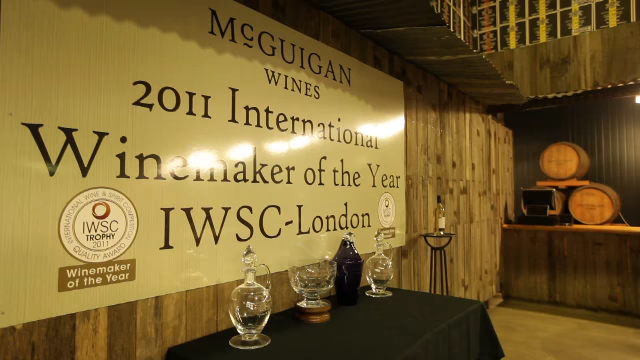 McGUIGAN
WINES
2011 International
Winemaker of the Year
IWSC-London
INTERNATIONAL WINE & SPIRIT COMPETITION
IWSC
TROPHY
2011
QUALITY AWARD
Winemaker
of the Year